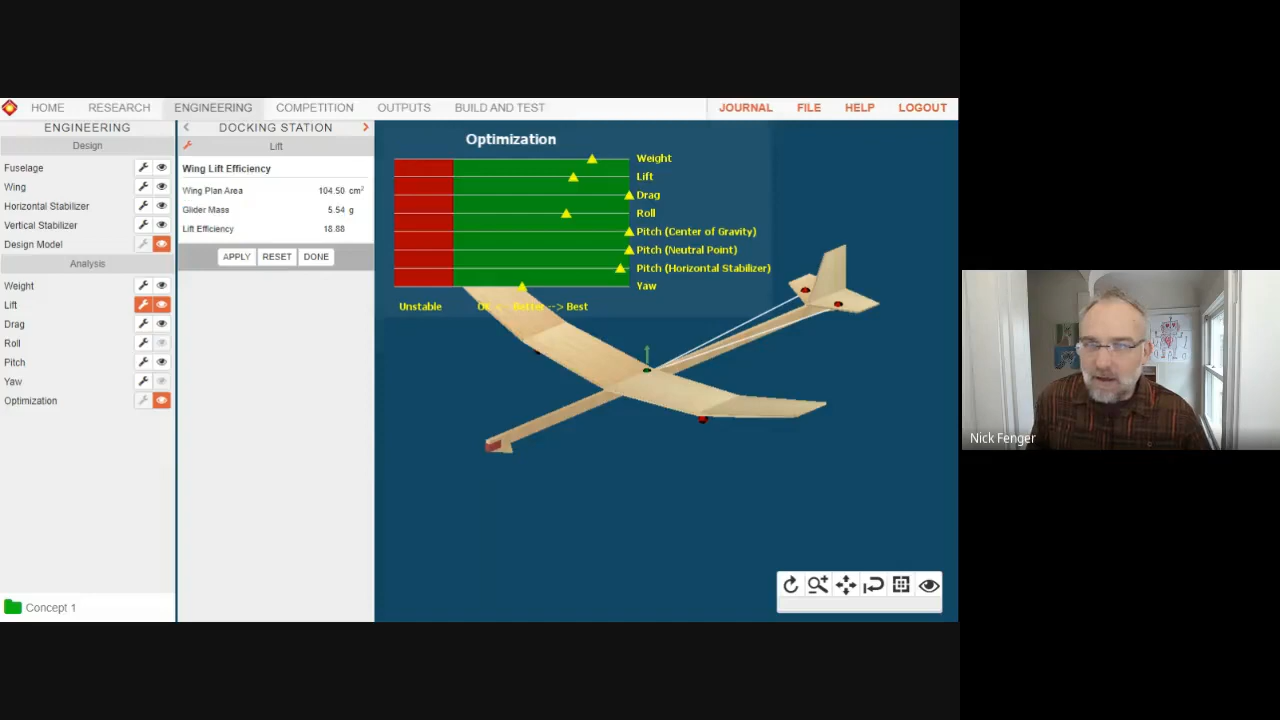 HOME RESEARCH ENGINEERING COMPETITION OUTPUTS BUILD AND TEST JOURNAL FILE HELP LOGOUT
ENGINEERING
Design
Fuselage
Wing
Horizontal Stabilizer
Vertical Stabilizer
Design Model
Analysis
Weight
Lift
Drag
Roll
Pitch
Yaw
Optimization
Concept 1
DOCKING STATION
Lift
Wing Lift Efficiency
Wing Plan Area 104.50 cm²
Glider Mass 5.54 g
Lift Efficiency 18.88
APPLY RESET DONE
Optimization
Weight
Lift
Drag
Roll
Pitch (Center of Gravity)
Pitch (Neutral Point)
Pitch (Horizontal Stabilizer)
Yaw
Unstable Better --> Best
Nick Fenger